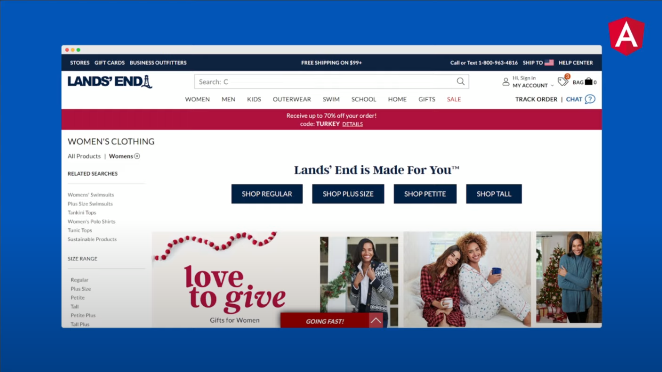 A
STORES GIFT CARDS BUSINESS OUTFITTERS
FREE SHIPPING ON $99+
Call or Text 1-800-963-4816 SHIP TO HELP CENTER
LANDS' END
Search: C
Hi, Sign in
MY ACCOUNT
BAG 0
WOMEN MEN KIDS OUTERWEAR SWIM SCHOOL HOME GIFTS SALE
TRACK ORDER | CHAT ?
Receive up to 70% off your order!
code: TURKEY DETAILS
WOMEN'S CLOTHING
All Products | Womens
RELATED SEARCHES
Womens' Swimsuits
Plus Size Swimsuits
Tankini Tops
Women's Polo Shirts
Tunic Tops
Sustainable Products
SIZE RANGE
Regular
Plus Size
Petite
Tall
Petite Plus
Tall Plus
Lands' End is Made For You™
SHOP REGULAR SHOP PLUS SIZE SHOP PETITE SHOP TALL
love
to give
Gifts for Women
GOING FAST!